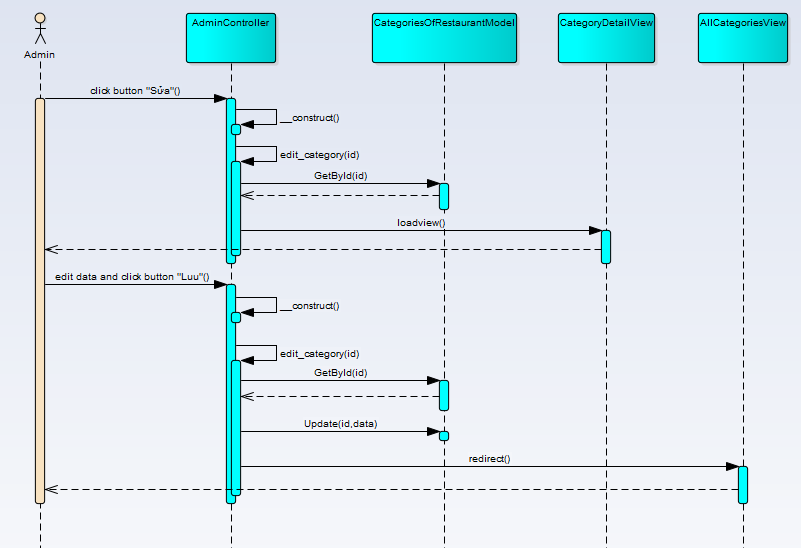 AdminController
CategoriesOfRestaurantModel
CategoryDetailView
AllCategoriesView
Admin
click button "Sửa"()
__construct()
edit_category(id)
GetById(id)
loadview()
edit data and click button "Luu"()
__construct()
edit_category(id)
GetById(id)
Update(id,data)
redirect()